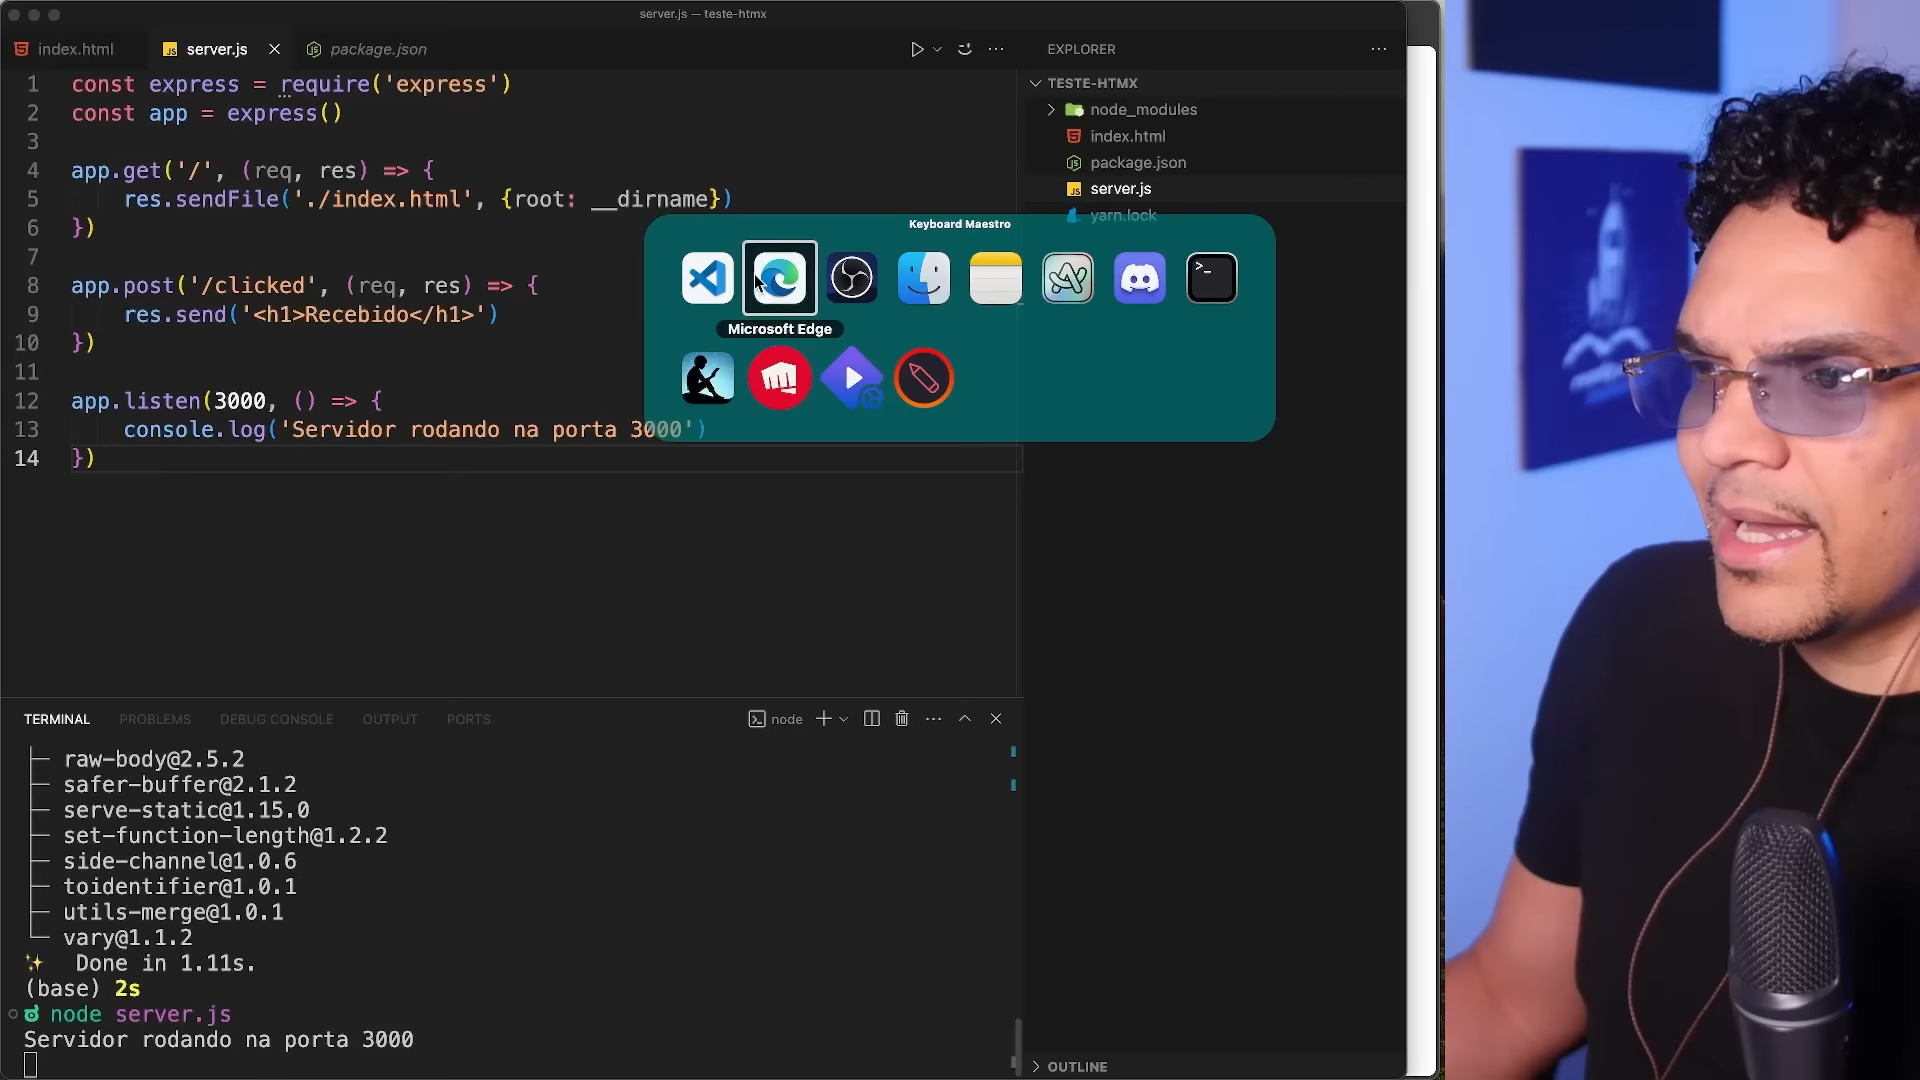 server.js — teste-htmx
index.html
server.js
package.json
EXPLORER
1 const express = require('express')
2 const app = express()
3
4 app.get('/', (req, res) => {
5 res.sendFile('./index.html', {root: __dirname})
6 })
7
8 app.post('/clicked', (req, res) => {
9 res.send('<h1>Recebido</h1>')
10 })
11
12 app.listen(3000, () => {
13 console.log('Servidor rodando na porta 3000')
14 })
TESTE-HTMX
node_modules
index.html
package.json
server.js
yarn.lock
Keyboard Maestro
Microsoft Edge
TERMINAL
PROBLEMS
DEBUG CONSOLE
OUTPUT
PORTS
node
raw-body@2.5.2
safer-buffer@2.1.2
serve-static@1.15.0
set-function-length@1.2.2
side-channel@1.0.6
toidentifier@1.0.1
utils-merge@1.0.1
vary@1.1.2
✨ Done in 1.11s.
(base) 2s
node server.js
Servidor rodando na porta 3000
OUTLINE